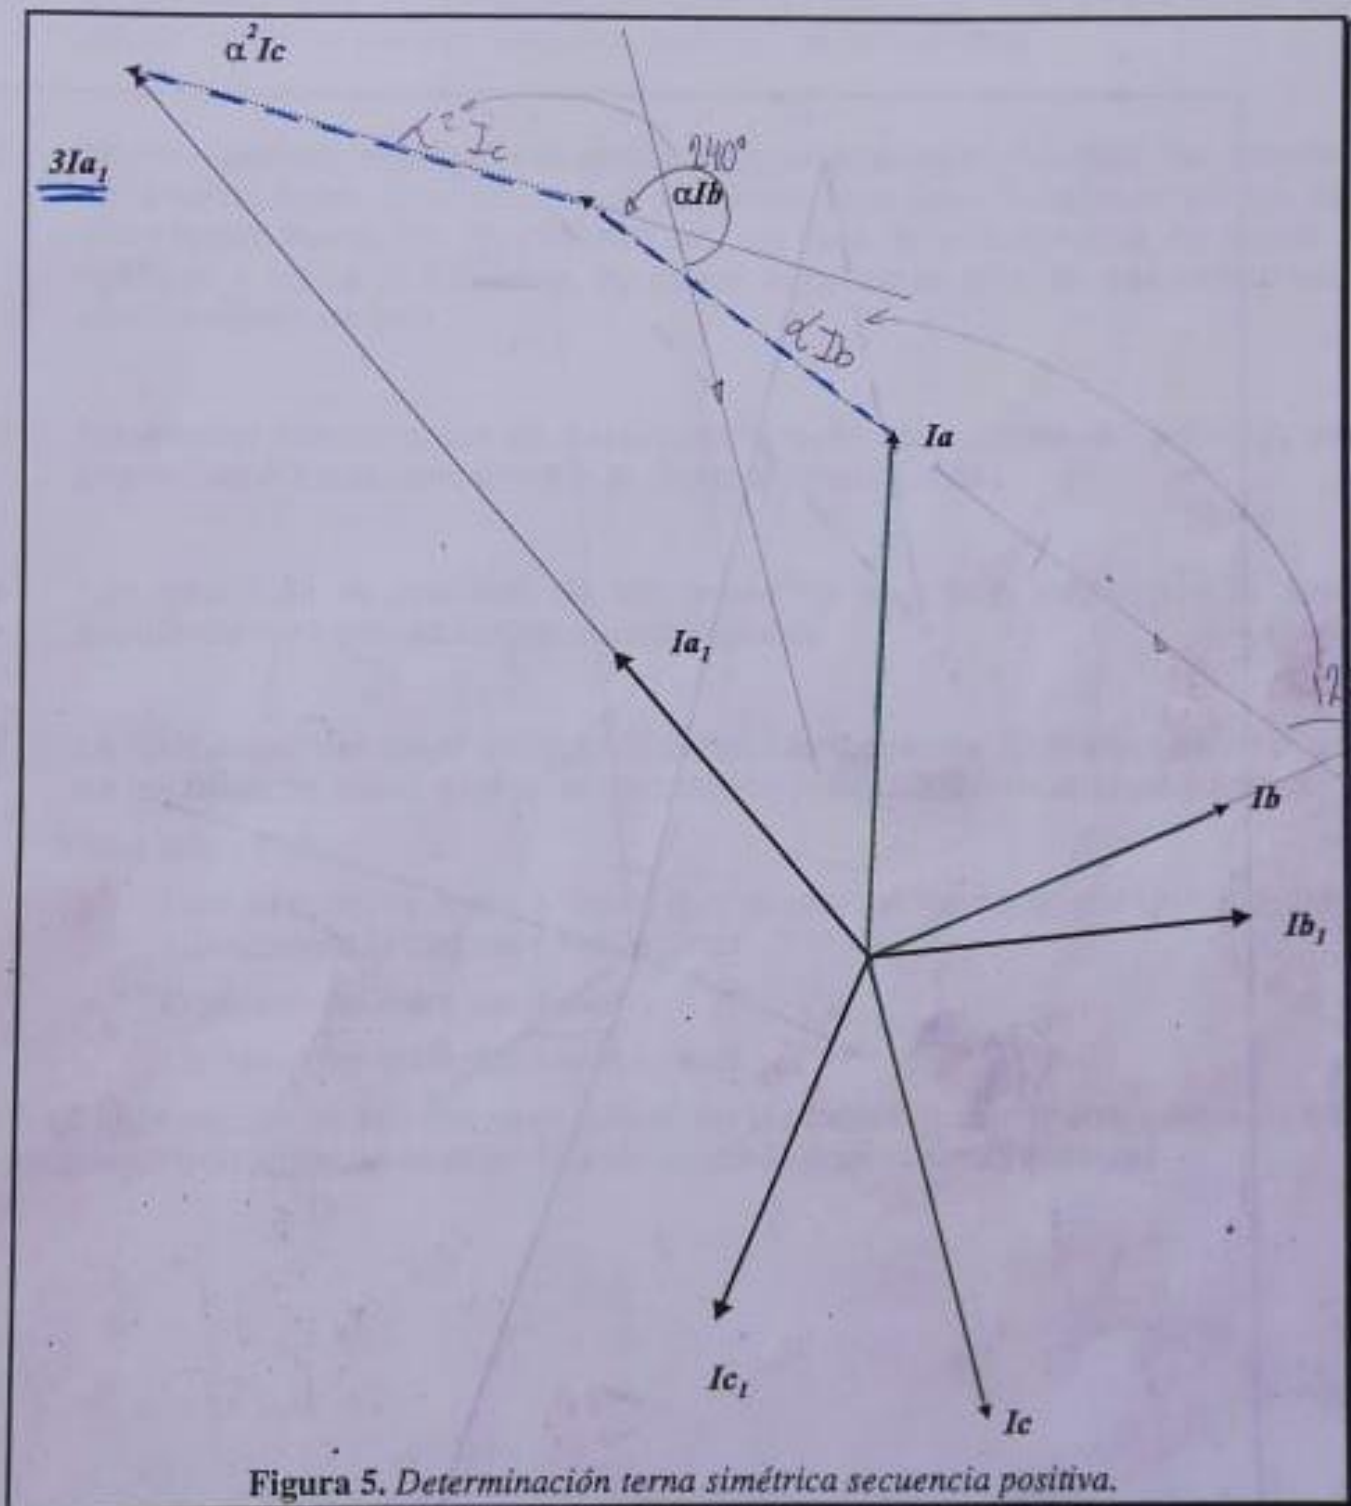 α²Ic
3Ia₁
α²Ic
240°
αIb
αIb
Ia
Ia₁
12
Ib
Ib₁
Ic₁
Ic
Figura 5. Determinación terna simétrica secuencia positiva.